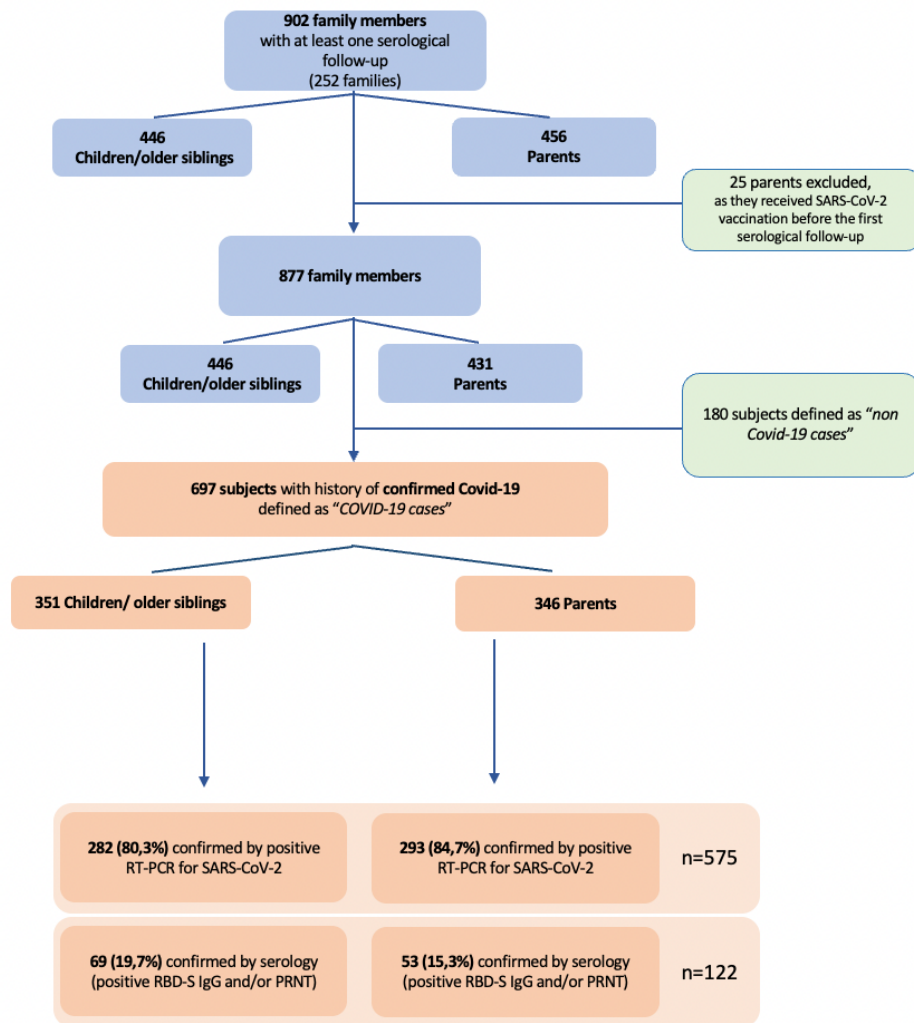 902 family members
with at least one serological
follow-up
(252 families)
446
Children/older siblings
456
Parents
25 parents excluded,
as they received SARS-CoV-2
vaccination before the first
serological follow-up
877 family members
446
Children/older siblings
431
Parents
180 subjects defined as “non
Covid-19 cases”
697 subjects with history of confirmed Covid-19
defined as “COVID-19 cases”
351 Children/ older siblings
346 Parents
282 (80,3%) confirmed by positive
RT-PCR for SARS-CoV-2
293 (84,7%) confirmed by positive
RT-PCR for SARS-CoV-2
n=575
69 (19,7%) confirmed by serology
(positive RBD-S IgG and/or PRNT)
53 (15,3%) confirmed by serology
(positive RBD-S IgG and/or PRNT)
n=122